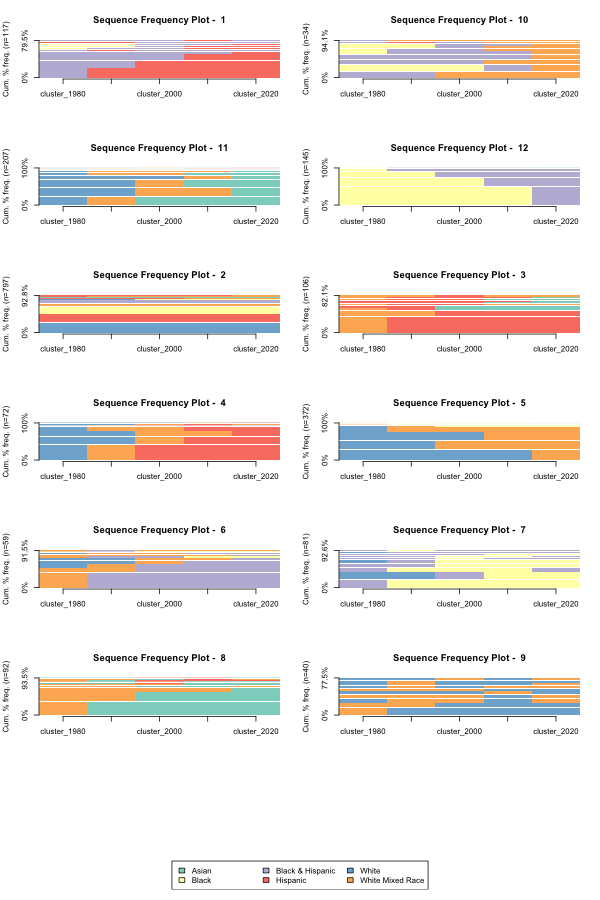 Sequence Frequency Plot - 1
Cum. % freq. (n=117)
0%
79.5%
cluster_1980
cluster_2000
cluster_2020
Sequence Frequency Plot - 10
Cum. % freq. (n=34)
0%
94.1%
cluster_1980
cluster_2000
cluster_2020
Sequence Frequency Plot - 11
Cum. % freq. (n=207)
0%
100%
cluster_1980
cluster_2000
cluster_2020
Sequence Frequency Plot - 12
Cum. % freq. (n=145)
0%
100%
cluster_1980
cluster_2000
cluster_2020
Sequence Frequency Plot - 2
Cum. % freq. (n=797)
0%
92.8%
cluster_1980
cluster_2000
cluster_2020
Sequence Frequency Plot - 3
Cum. % freq. (n=106)
0%
82.1%
cluster_1980
cluster_2000
cluster_2020
Sequence Frequency Plot - 4
Cum. % freq. (n=72)
0%
100%
cluster_1980
cluster_2000
cluster_2020
Sequence Frequency Plot - 5
Cum. % freq. (n=372)
0%
100%
cluster_1980
cluster_2000
cluster_2020
Sequence Frequency Plot - 6
Cum. % freq. (n=59)
0%
91.5%
cluster_1980
cluster_2000
cluster_2020
Sequence Frequency Plot - 7
Cum. % freq. (n=81)
0%
92.6%
cluster_1980
cluster_2000
cluster_2020
Sequence Frequency Plot - 8
Cum. % freq. (n=92)
0%
93.5%
cluster_1980
cluster_2000
cluster_2020
Sequence Frequency Plot - 9
Cum. % freq. (n=40)
0%
77.5%
cluster_1980
cluster_2000
cluster_2020
Asian
Black
Black & Hispanic
Hispanic
White
White Mixed Race